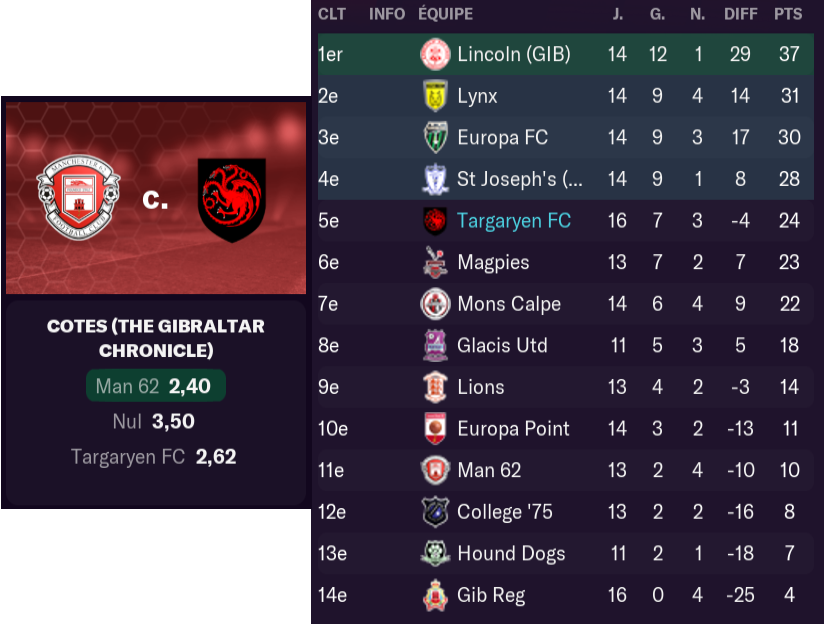 c.
COTES (THE GIBRALTAR
CHRONICLE)
Man 62 2,40
Nul 3,50
Targaryen FC 2,62
CLT INFO ÉQUIPE J. G. N. DIFF PTS
1er Lincoln (GIB) 14 12 1 29 37
2e Lynx 14 9 4 14 31
3e Europa FC 14 9 3 17 30
4e St Joseph's (... 14 9 1 8 28
5e Targaryen FC 16 7 3 -4 24
6e Magpies 13 7 2 7 23
7e Mons Calpe 14 6 4 9 22
8e Glacis Utd 11 5 3 5 18
9e Lions 13 4 2 -3 14
10e Europa Point 14 3 2 -13 11
11e Man 62 13 2 4 -10 10
12e College '75 13 2 2 -16 8
13e Hound Dogs 11 2 1 -18 7
14e Gib Reg 16 0 4 -25 4